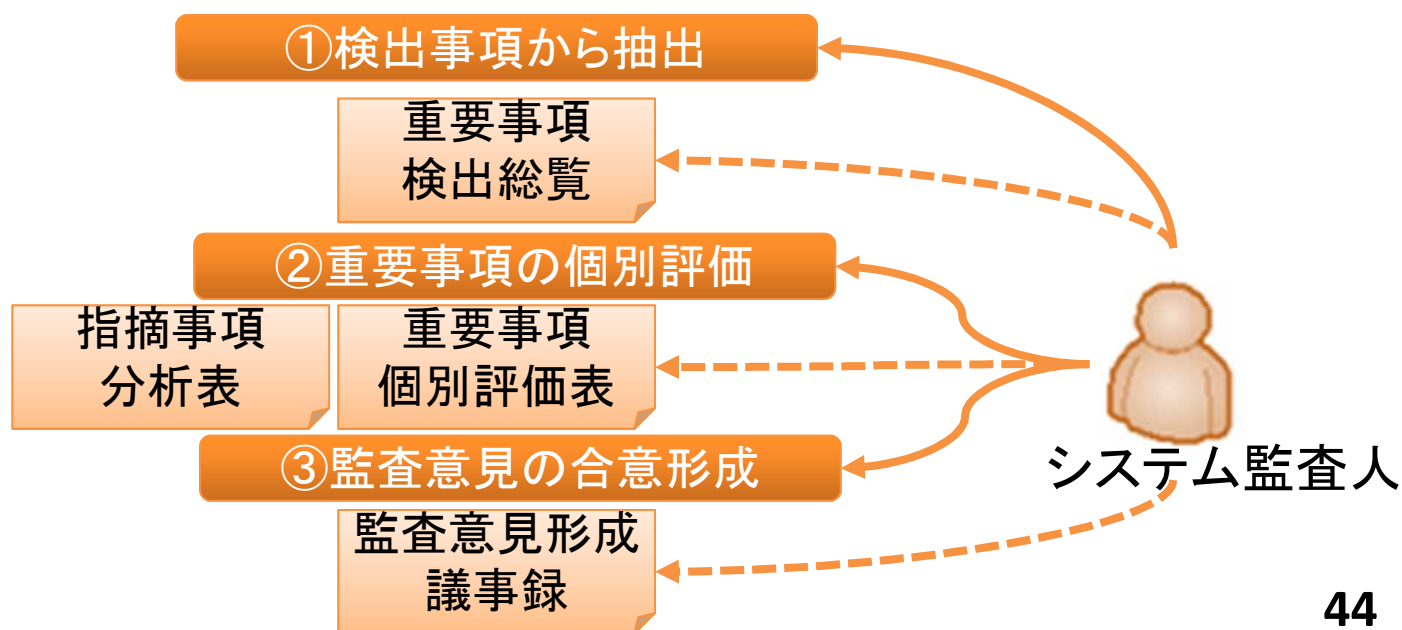 ①検出事項から抽出
重要事項
検出総覧
②重要事項の個別評価
指摘事項
分析表
重要事項
個別評価表
③監査意見の合意形成
システム監査人
監査意見形成
議事録
44